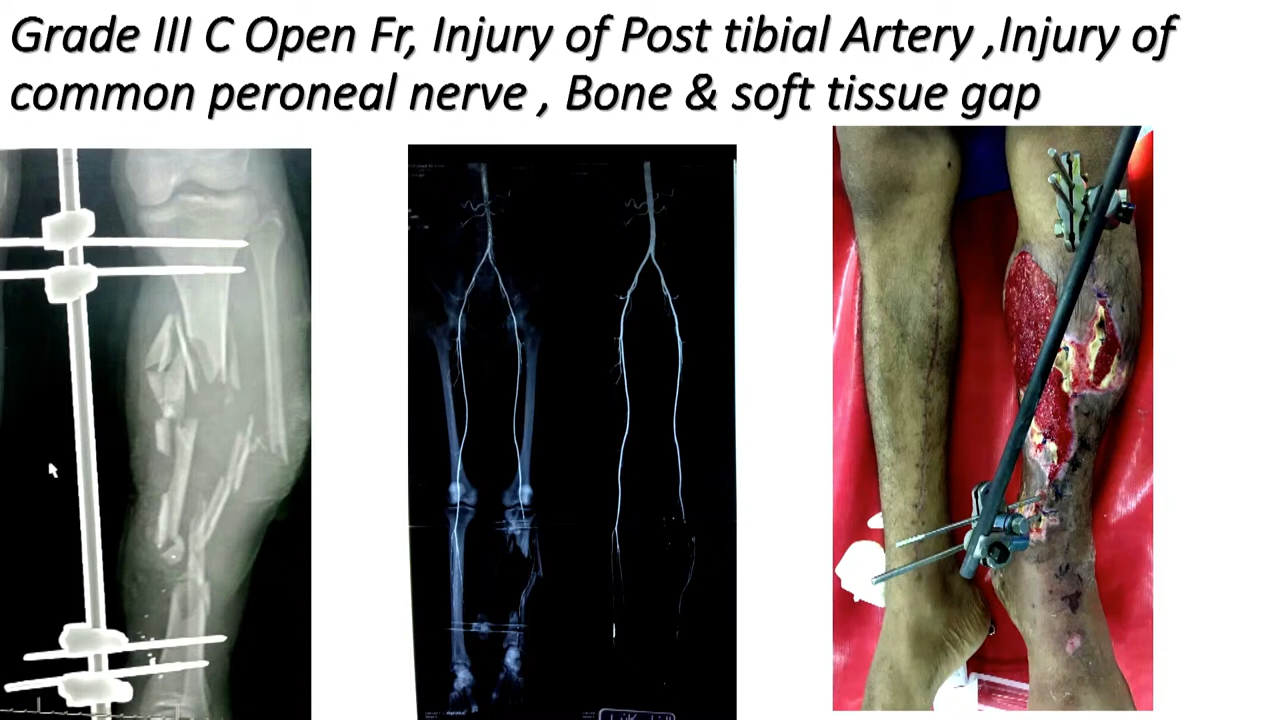 Grade III C Open Fr, Injury of Post tibial Artery ,Injury of
common peroneal nerve , Bone & soft tissue gap